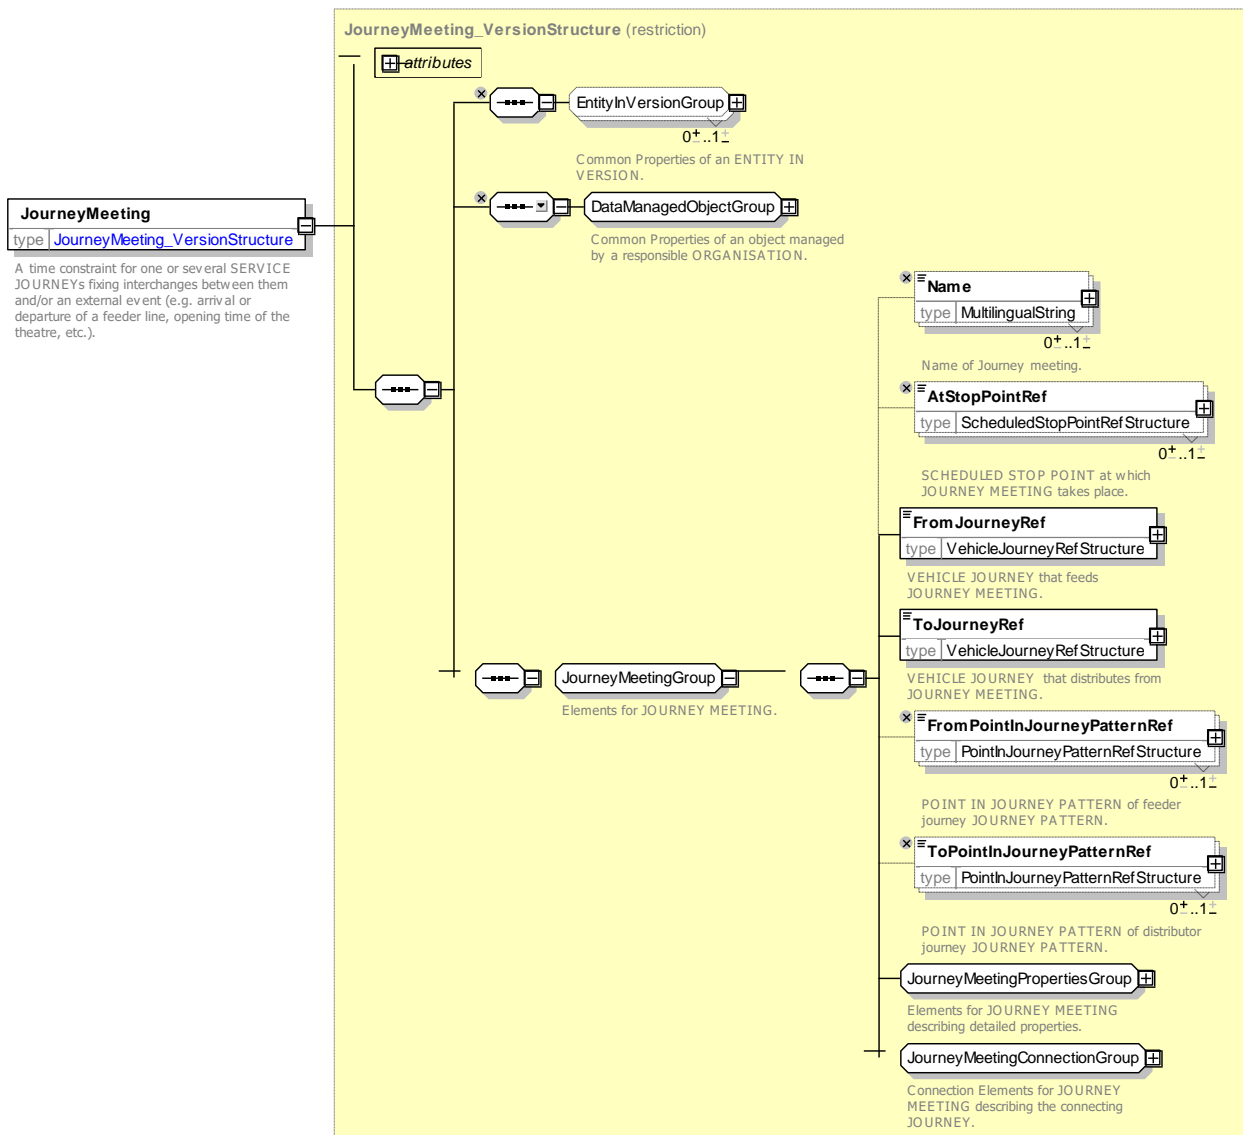 JourneyMeeting_VersionStructure (restriction)
attributes
EntityInVersionGroup
0..1
Common Properties of an ENTITY IN
VERSION.
DataManagedObjectGroup
Common Properties of an object managed
by a responsible ORGANISATION.
JourneyMeeting
type JourneyMeeting_VersionStructure
A time constraint for one or several SERVICE
JOURNEYs fixing interchanges between them
and/or an external event (e.g. arrival or
departure of a feeder line, opening time of the
theatre, etc.).
Name
type MultilingualString
0..1
Name of Journey meeting.
AtStopPointRef
type ScheduledStopPointRefStructure
0..1
SCHEDULED STOP POINT at which
JOURNEY MEETING takes place.
FromJourneyRef
type VehicleJourneyRefStructure
VEHICLE JOURNEY that feeds
JOURNEY MEETING.
ToJourneyRef
type VehicleJourneyRefStructure
VEHICLE JOURNEY that distributes from
JOURNEY MEETING.
JourneyMeetingGroup
Elements for JOURNEY MEETING.
FromPointInJourneyPatternRef
type PointInJourneyPatternRefStructure
0..1
POINT IN JOURNEY PATTERN of feeder
journey JOURNEY PATTERN.
ToPointInJourneyPatternRef
type PointInJourneyPatternRefStructure
0..1
POINT IN JOURNEY PATTERN of distributor
journey JOURNEY PATTERN.
JourneyMeetingPropertiesGroup
Elements for JOURNEY MEETING
describing detailed properties.
JourneyMeetingConnectionGroup
Connection Elements for JOURNEY
MEETING describing the connecting
JOURNEY.